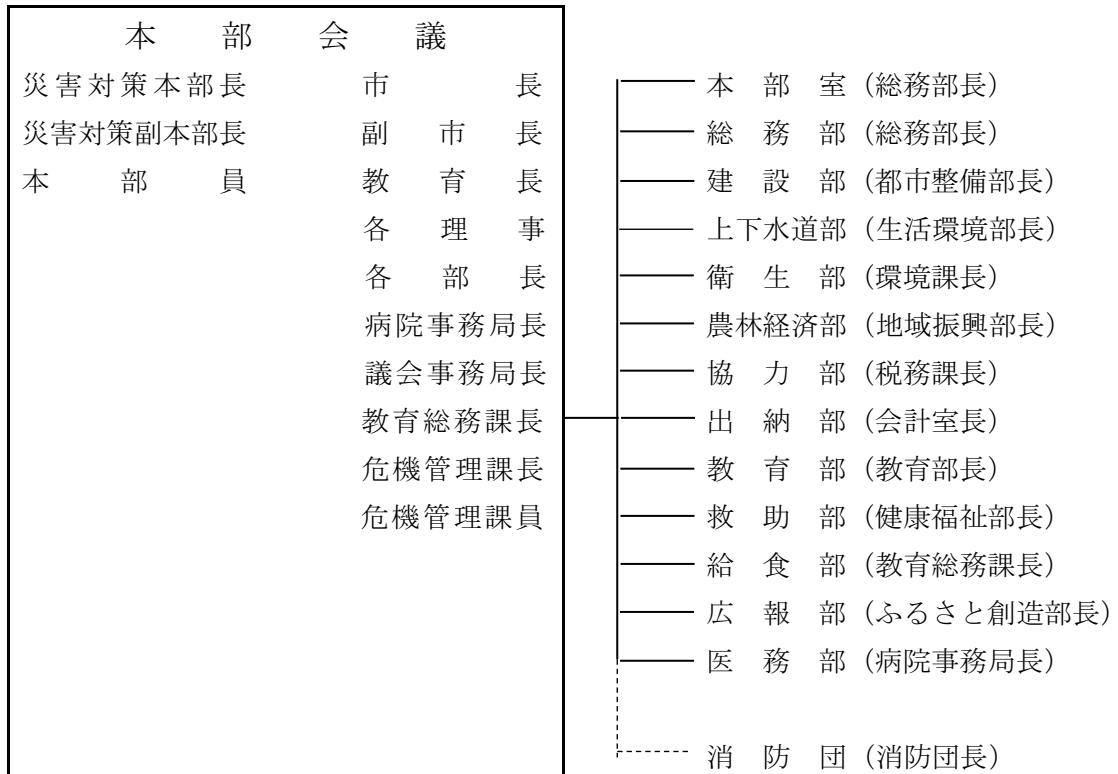 本部会議
災害対策本部長 市長
災害対策副本部長 副市長
本部員 教育長
各理事
各部長
病院事務局長
議会事務局長
教育総務課長
危機管理課長
危機管理課員
本部室（総務部長）
総務部（総務部長）
建設部（都市整備部長）
上下水道部（生活環境部長）
衛生部（環境課長）
農林経済部（地域振興部長）
協力部（税務課長）
出納部（会計室長）
教育部（教育部長）
救助部（健康福祉部長）
給食部（教育総務課長）
広報部（ふるさと創造部長）
医務部（病院事務局長）
消防団（消防団長）